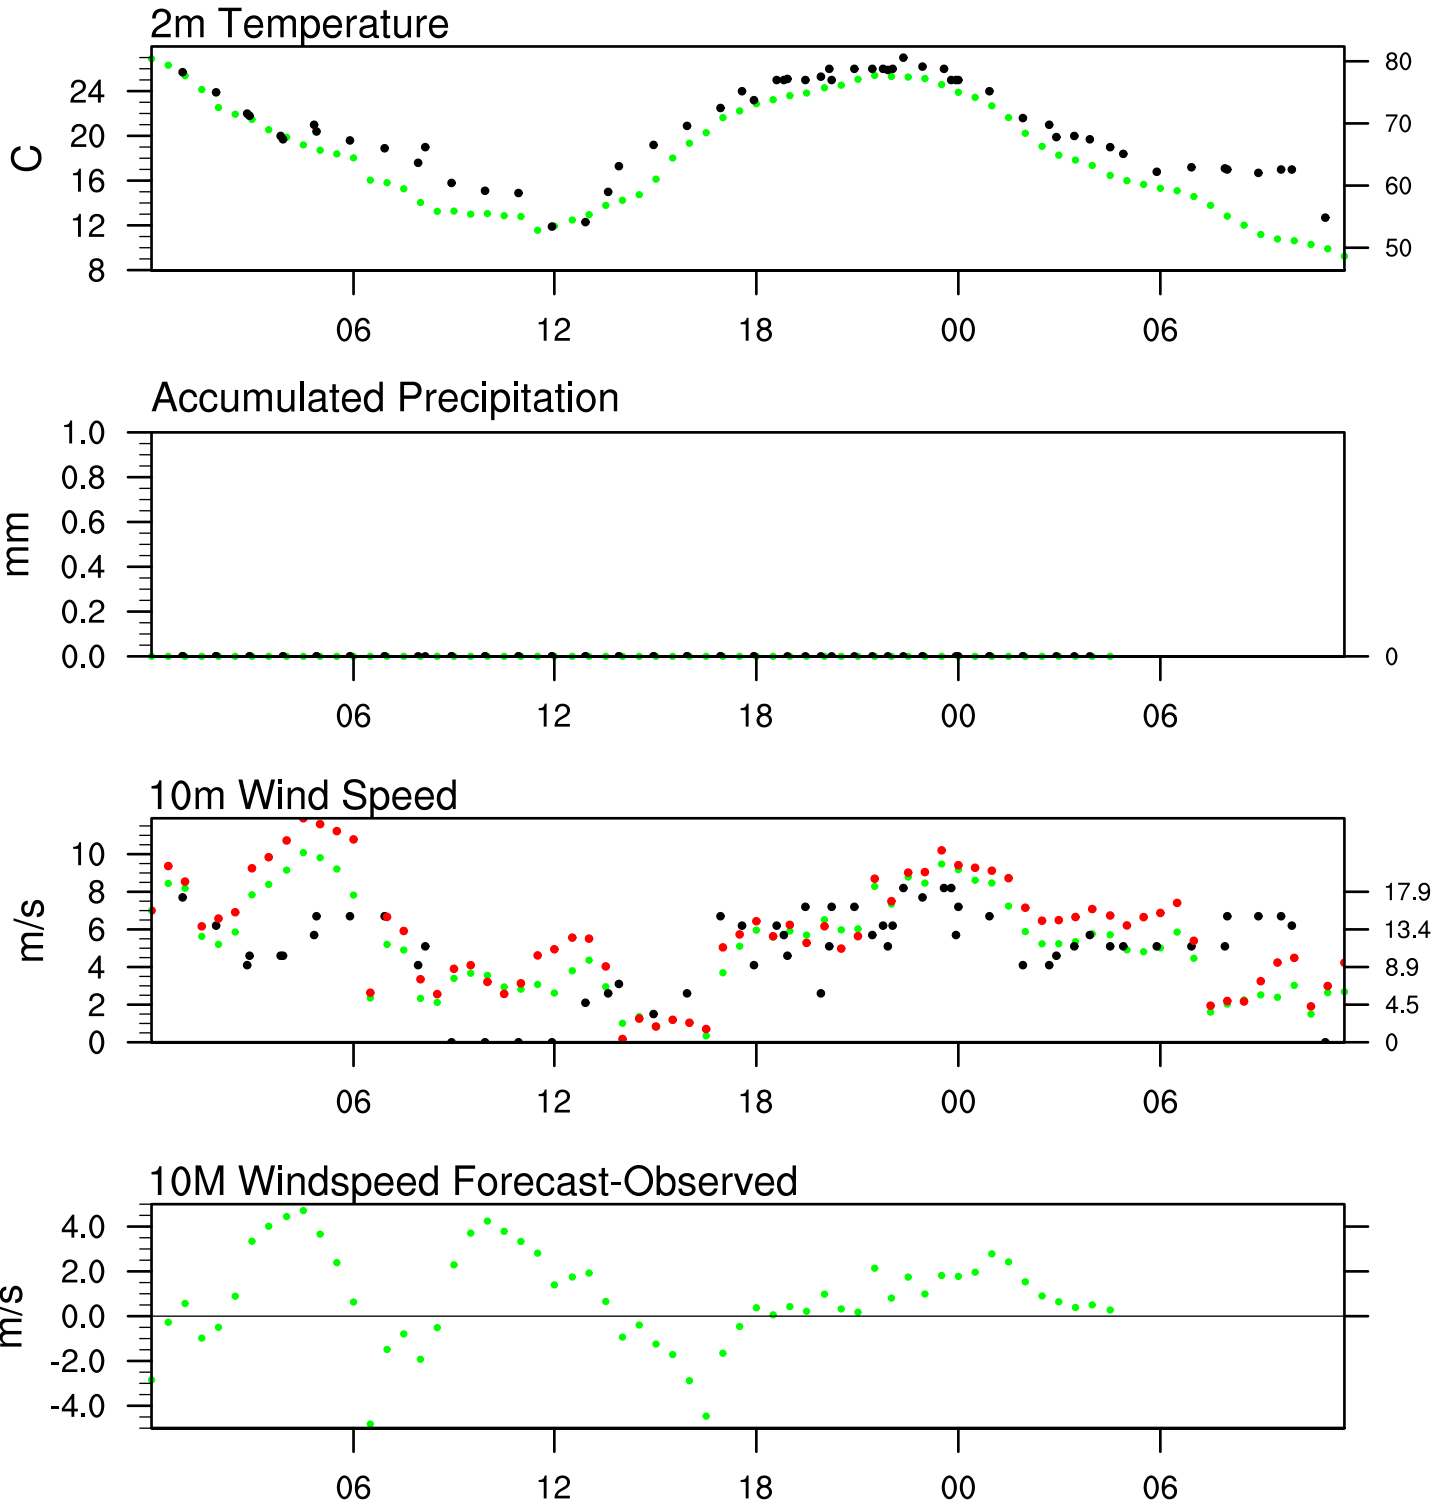 2m Temperature
C
24
20
16
12
8
80
70
60
50
06 12 18 00 06
Accumulated Precipitation
mm
1.0
0.8
0.6
0.4
0.2
0.0
0
06 12 18 00 06
10m Wind Speed
m/s
10
8
6
4
2
0
17.9
13.4
8.9
4.5
0
06 12 18 00 06
10M Windspeed Forecast-Observed
m/s
4.0
2.0
0.0
-2.0
-4.0
06 12 18 00 06